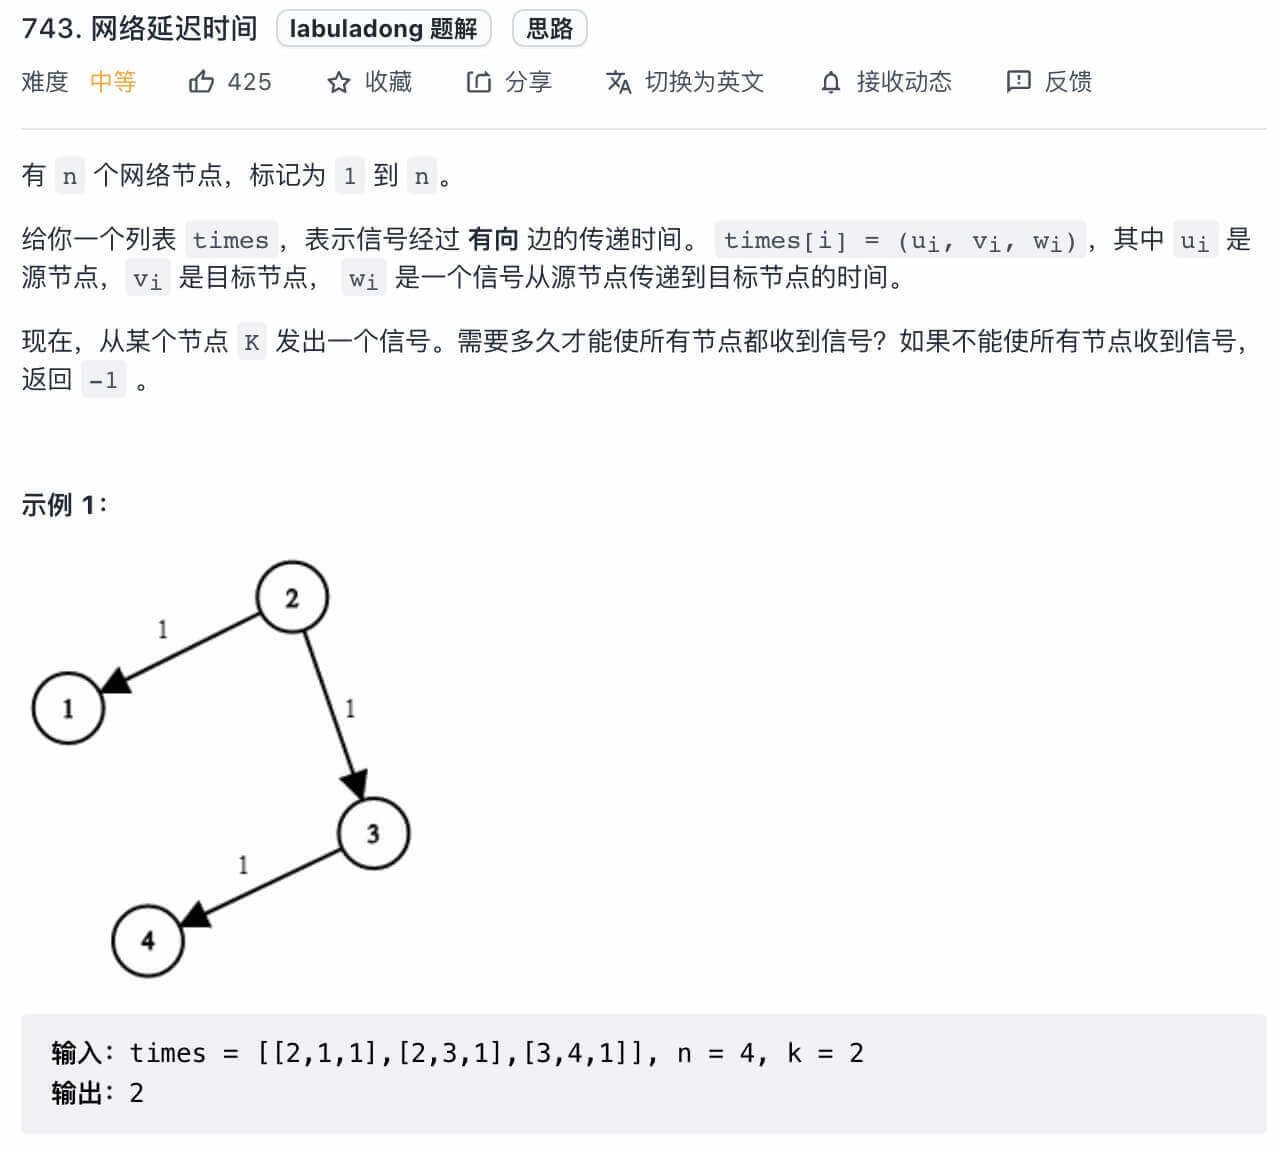 743. 网络延迟时间 labuladong 题解 思路
难度 中等 425 收藏 分享 切换为英文 接收动态 反馈
有 n 个网络节点，标记为 1 到 n 。
给你一个列表 times ，表示信号经过 有向 边的传递时间。 times[i] = (ui, vi, wi) ，其中 ui 是
源节点， vi 是目标节点， wi 是一个信号从源节点传递到目标节点的时间。
现在，从某个节点 K 发出一个信号。需要多久才能使所有节点都收到信号？如果不能使所有节点收到信号，
返回 -1 。
示例 1：
2
1
1
1
3
1
4
输入：times = [[2,1,1],[2,3,1],[3,4,1]], n = 4, k = 2
输出：2